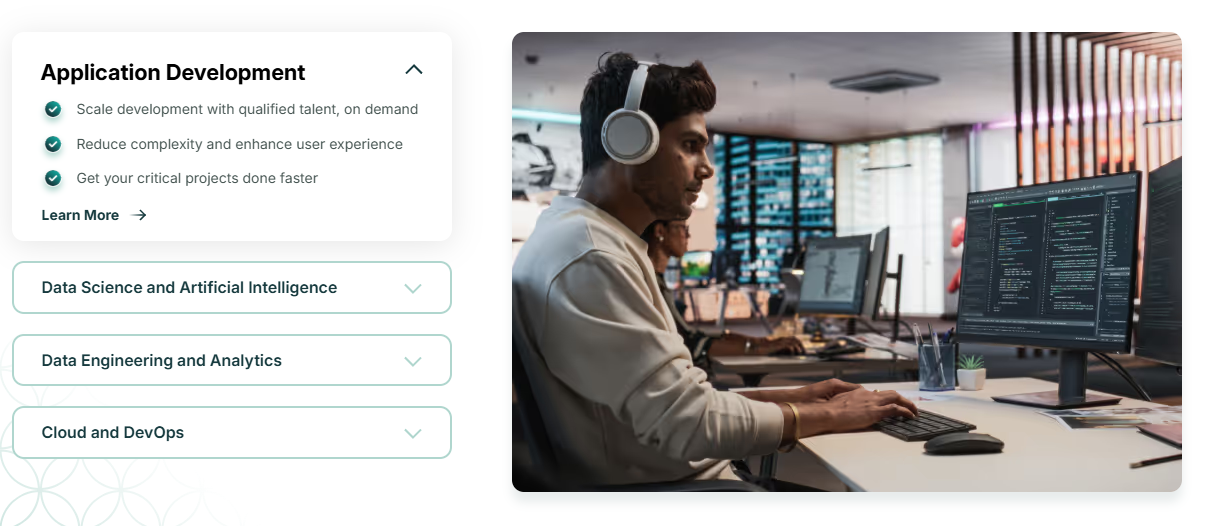 Application Development
Scale development with qualified talent, on demand
Reduce complexity and enhance user experience
Get your critical projects done faster
Learn More
Data Science and Artificial Intelligence
Data Engineering and Analytics
Cloud and DevOps